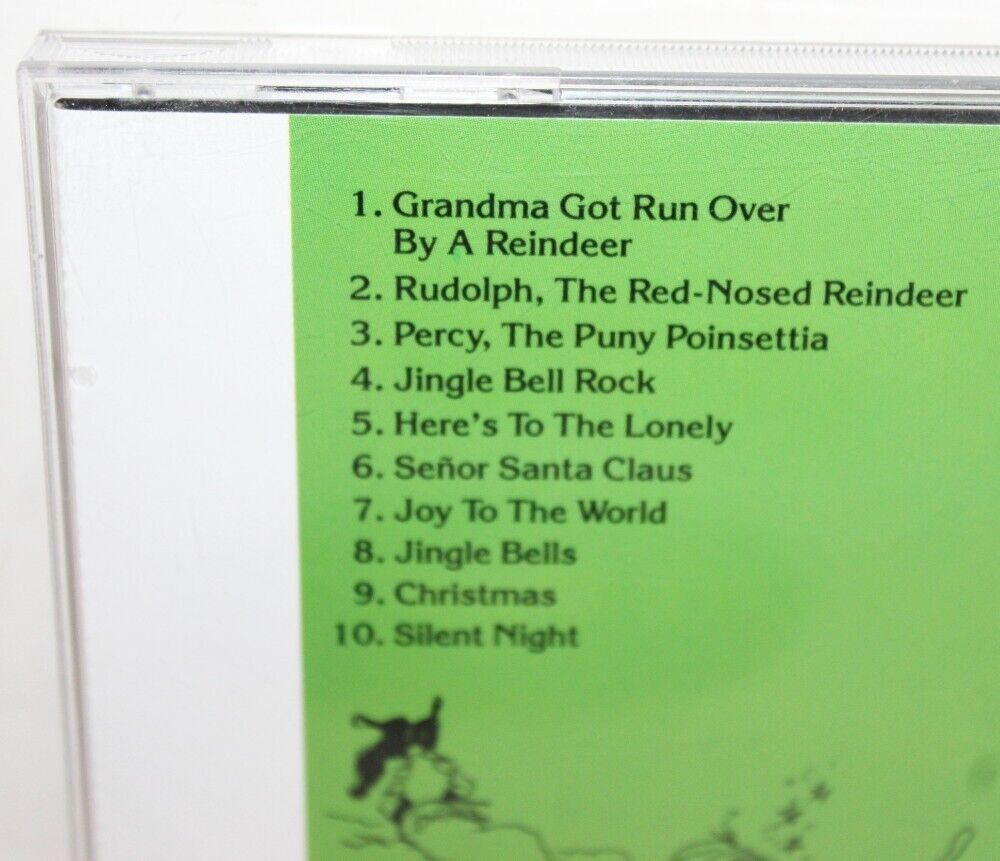 1. Grandma Got Run Over
By A Reindeer
2. Rudolph, The Red-Nosed Reindeer
3. Percy, The Puny Poinsettia
4. Jingle Bell Rock
5. Here's To The Lonely
6. Señor Santa Claus
7. Joy To The World
8. Jingle Bells
9. Christmas
10. Silent Night